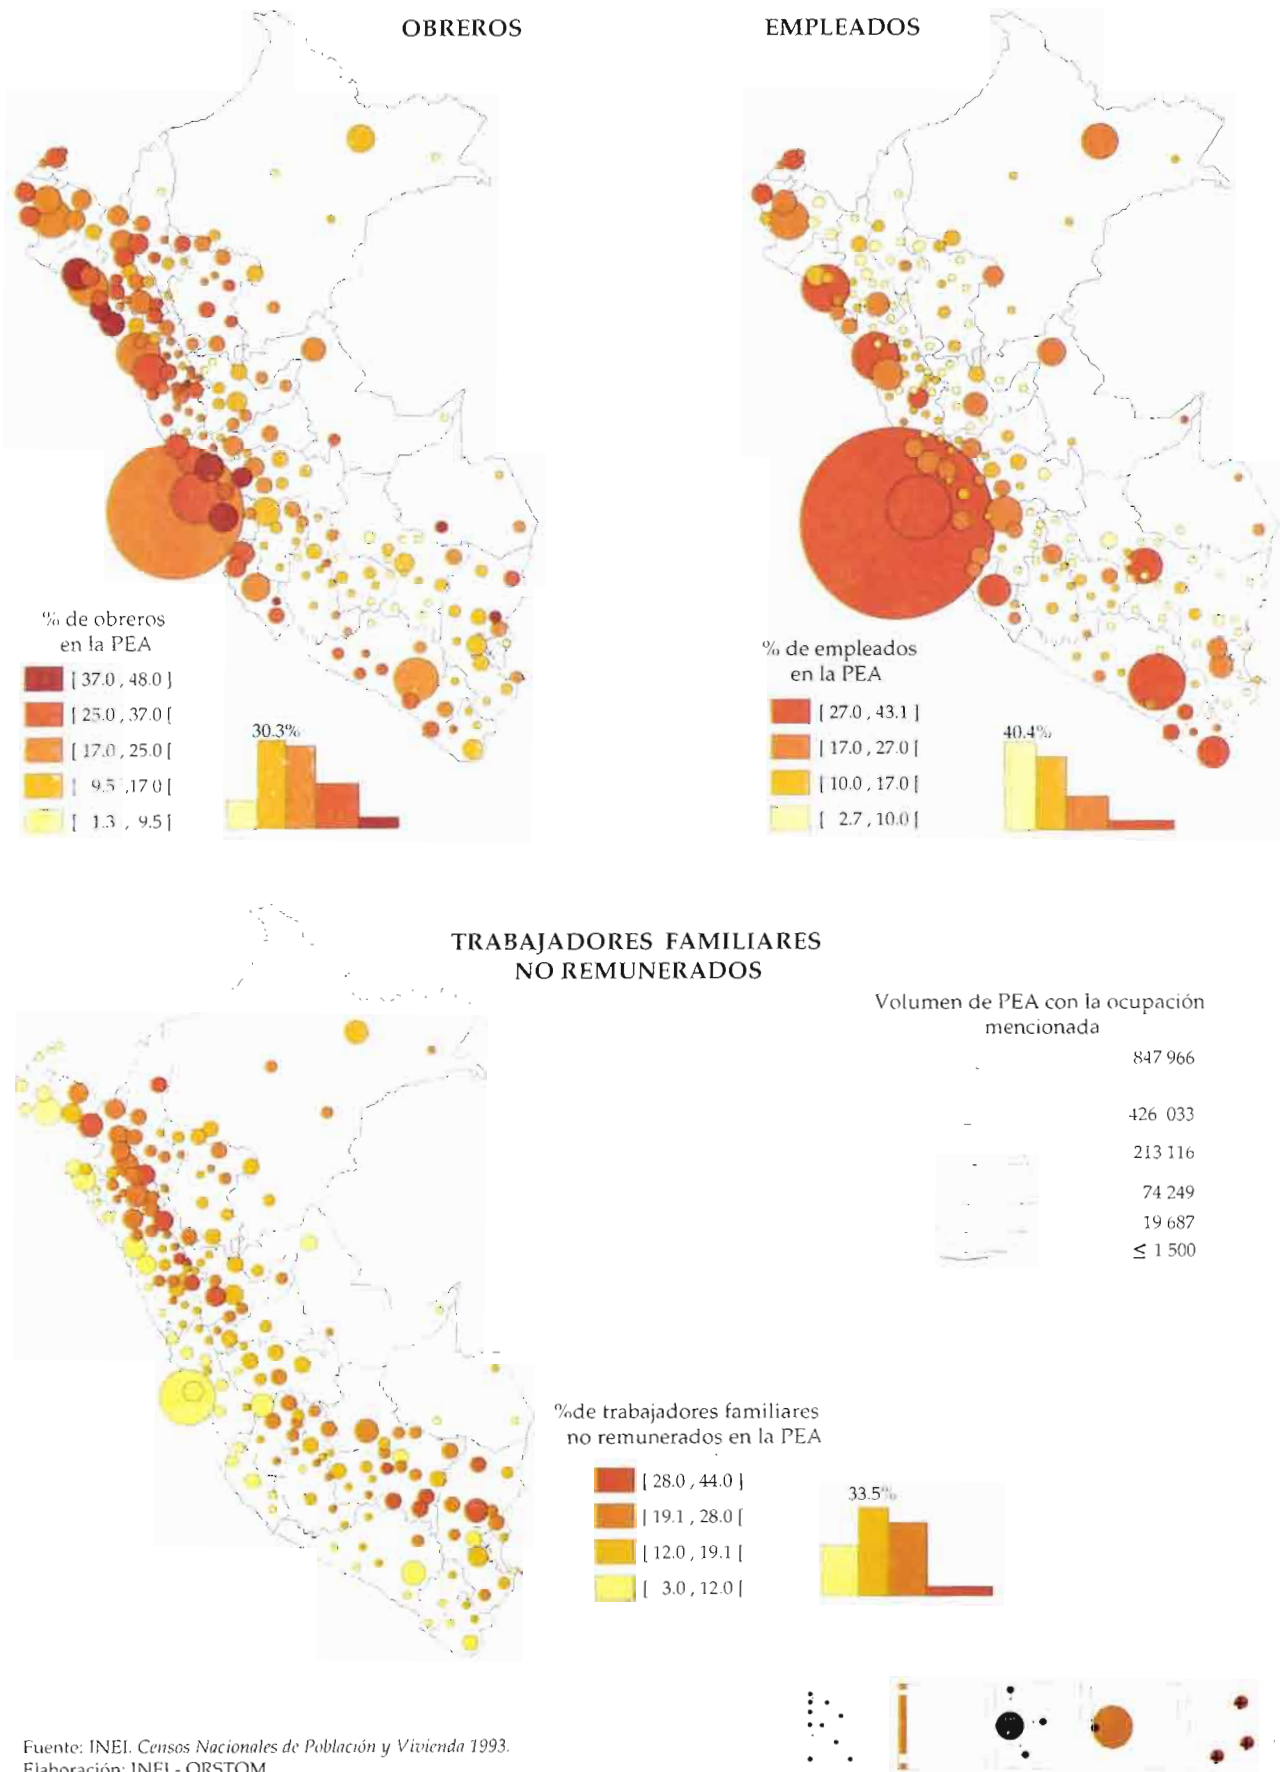 OBREROS
EMPLEADOS
% de obreros
en la PEA
[ 37.0 , 48.0 ]
[ 25.0 , 37.0 [
[ 17.0 , 25.0 [
[ 9.5 ,17.0 [
[ 1.3 , 9.5 [
30.3%
% de empleados
en la PEA
[ 27.0 , 43.1 ]
[ 17.0 , 27.0 [
[ 10.0 , 17.0 [
[ 2.7 , 10.0 [
40.4%
TRABAJADORES FAMILIARES
NO REMUNERADOS
Volumen de PEA con la ocupación
mencionada
847 966
426 033
213 116
74 249
19 687
≤ 1 500
%de trabajadores familiares
no remunerados en la PEA
[ 28.0 , 44.0 ]
[ 19.1 , 28.0 [
[ 12.0 , 19.1 [
[ 3.0 , 12.0 [
33.5%
Fuente: INEI. Censos Nacionales de Población y Vivienda 1993.
Elaboración: INEI - ORSTOM